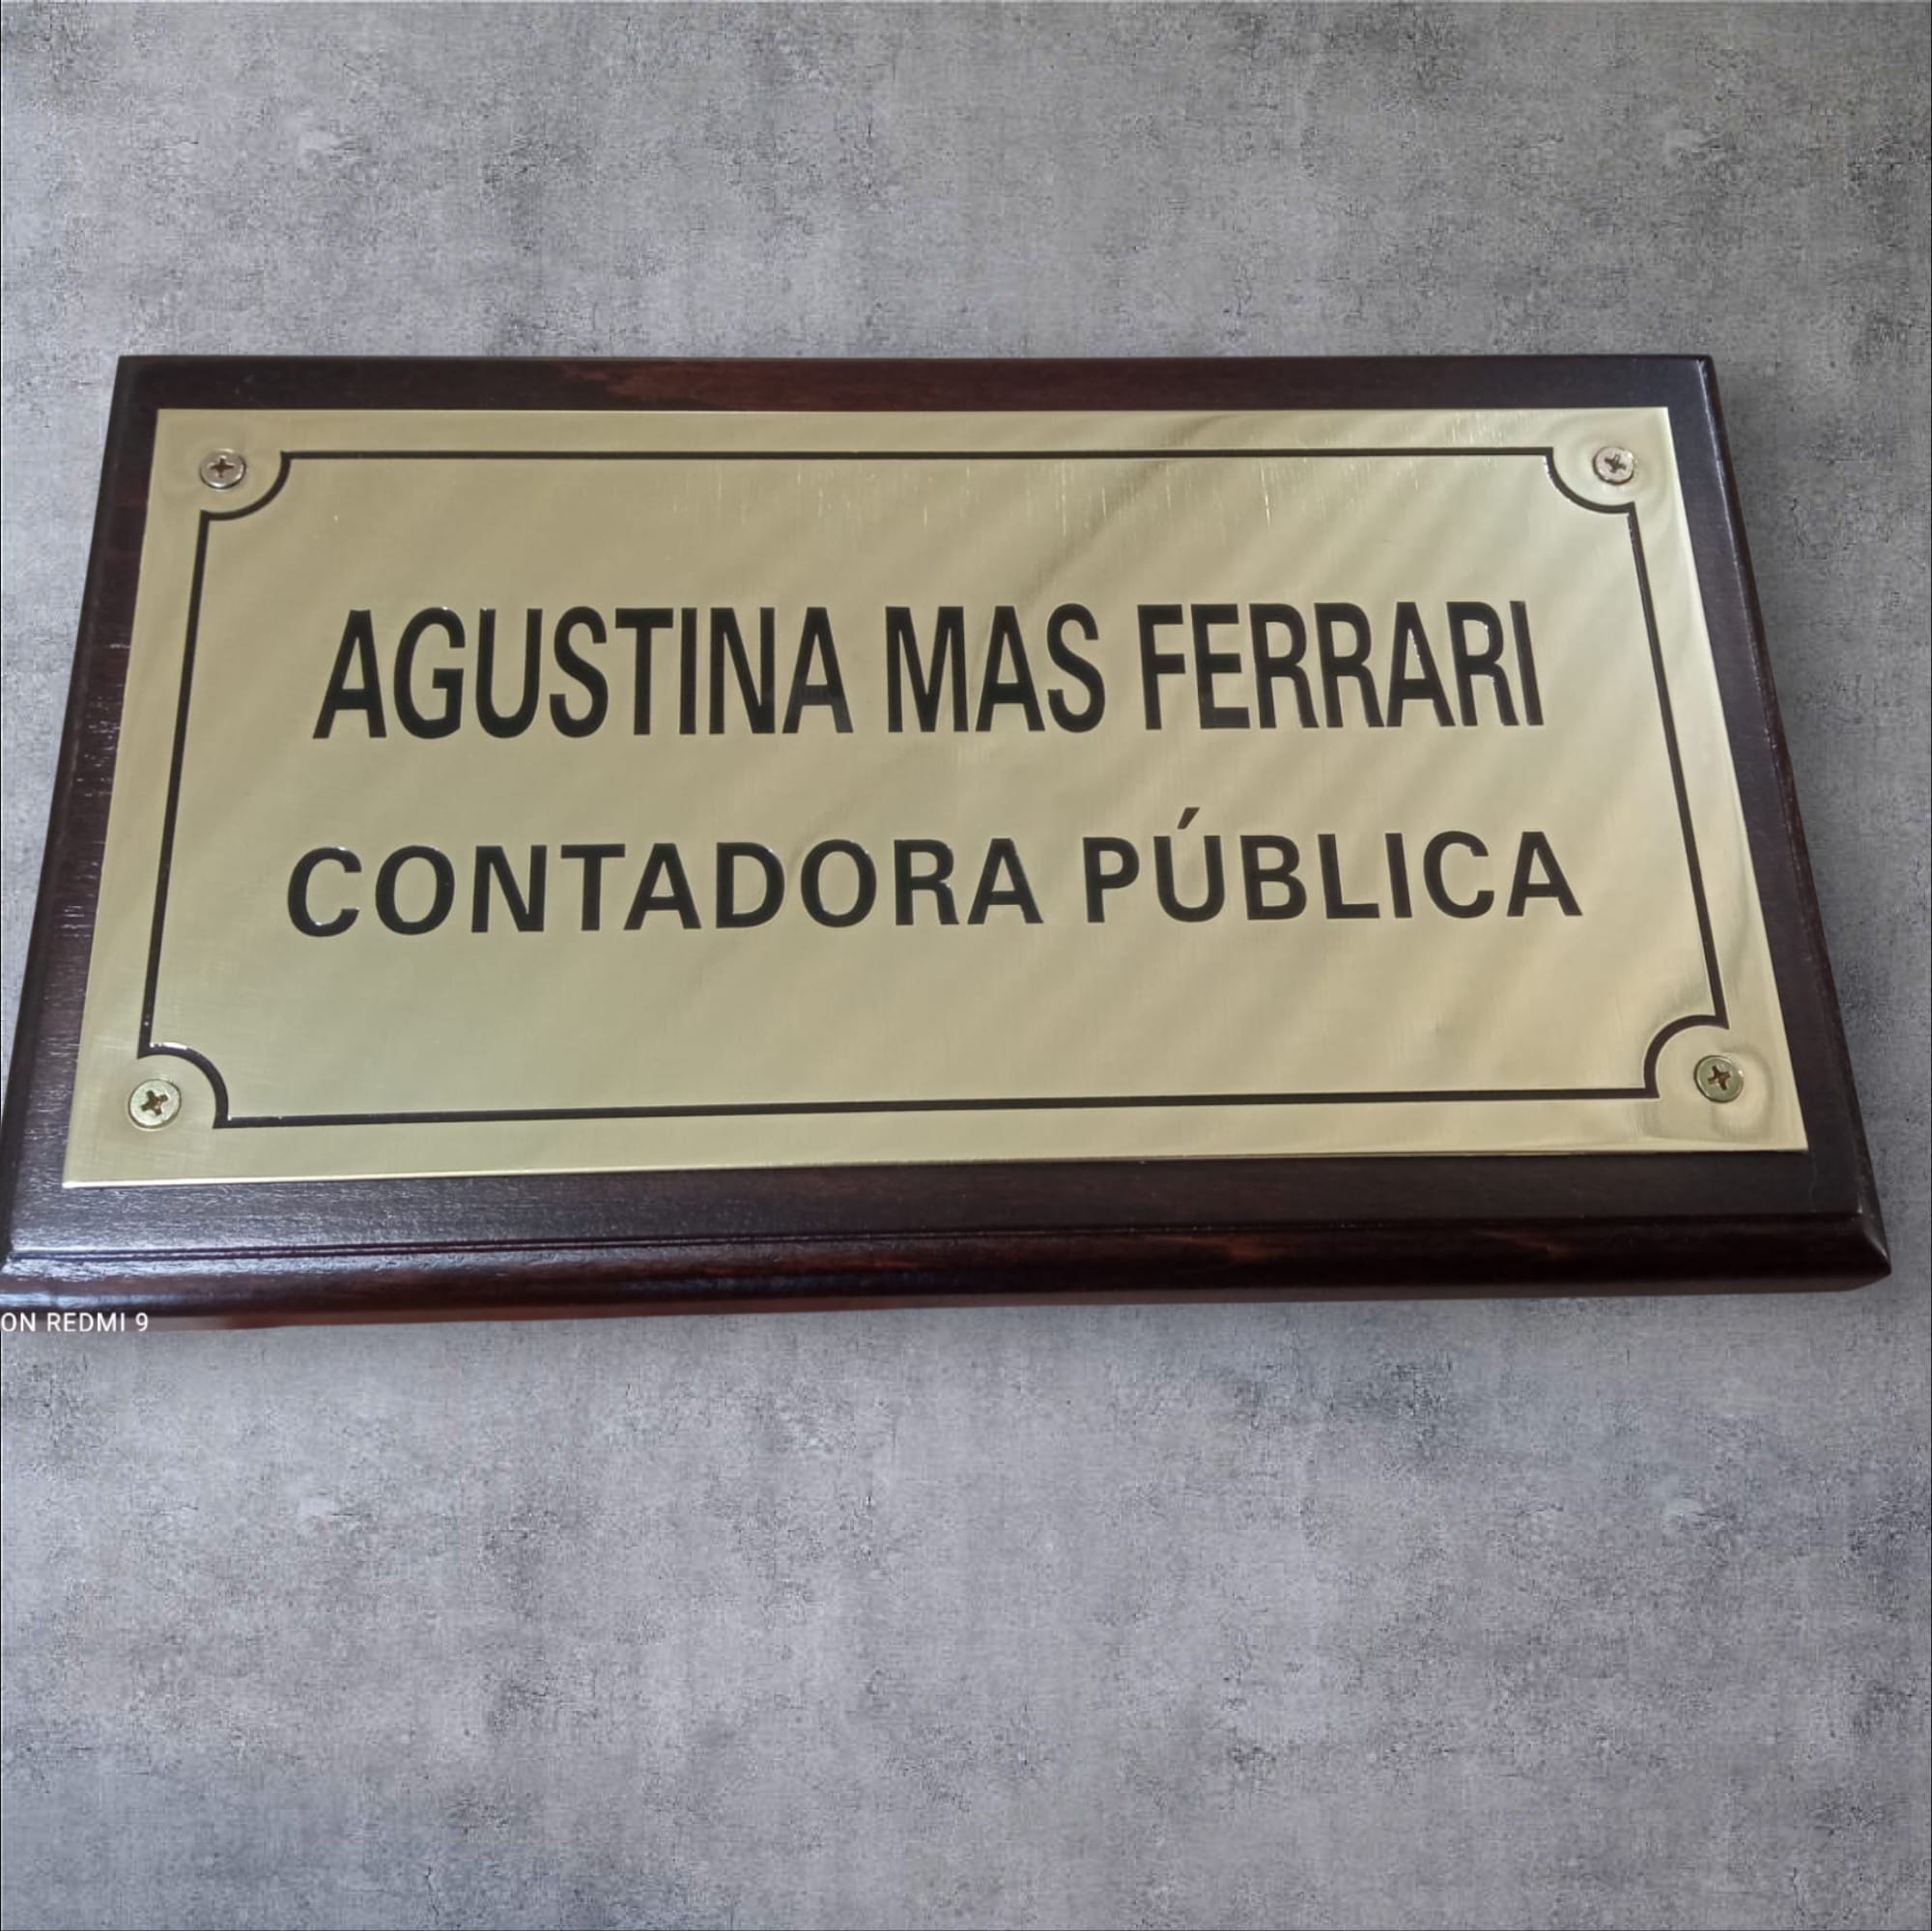 AGUSTINA MAS FERRARI
CONTADORA PÚBLICA
ON REDMI 9